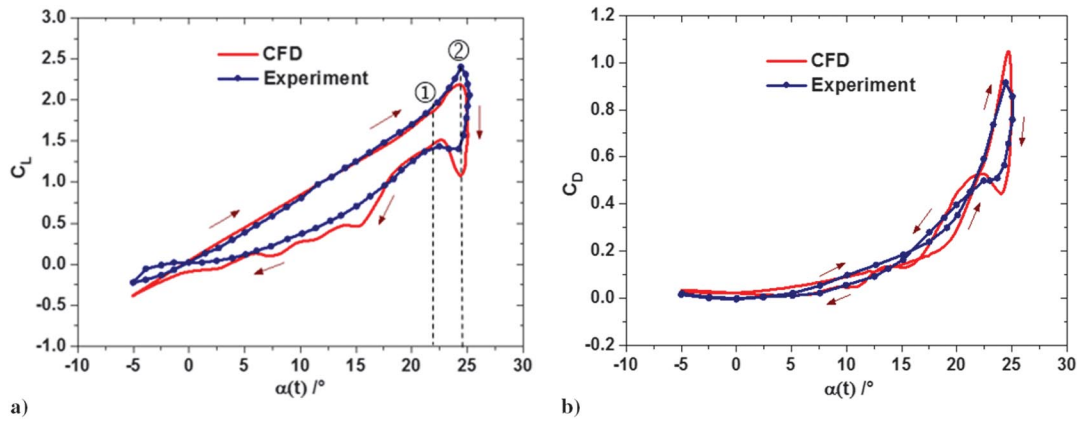 3.0
2.5
2.0
1.5
1.0
0.5
0.0
-0.5
-1.0
C_L
CFD
Experiment
①
②
-10 -5 0 5 10 15 20 25 30
α(t) /°
a)
1.2
1.0
0.8
0.6
0.4
0.2
0.0
-0.2
C_D
CFD
Experiment
-10 -5 0 5 10 15 20 25 30
α(t) /°
b)